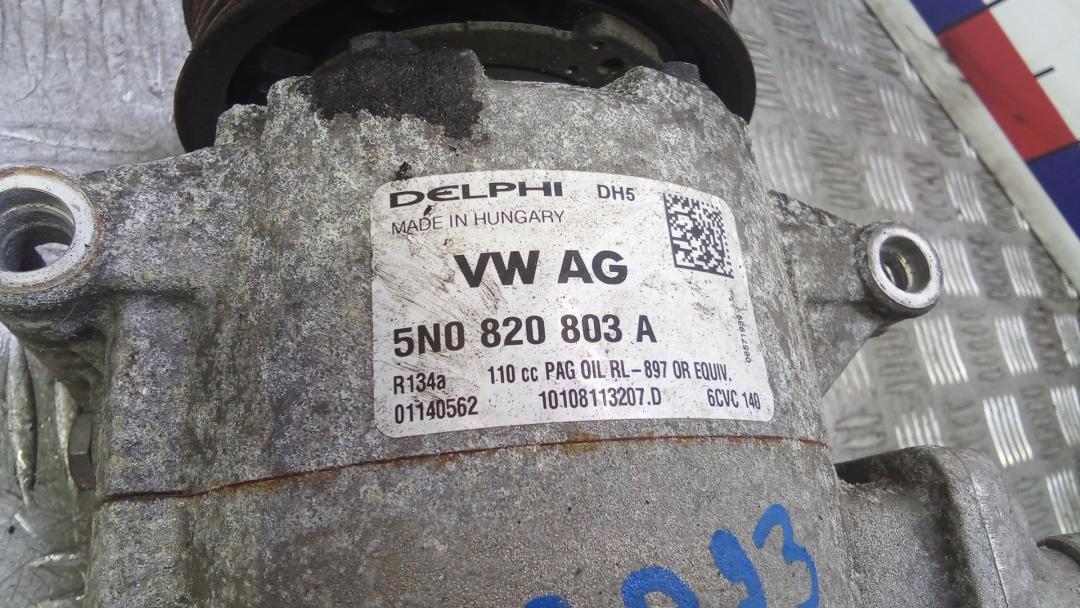 DELPHI DH5
MADE IN HUNGARY
VW AG
5N0 820 803 A
R134a 110 cc PAG OIL RL-897 OR EQUIV.
01140562 10108113207.D 6CVC 140